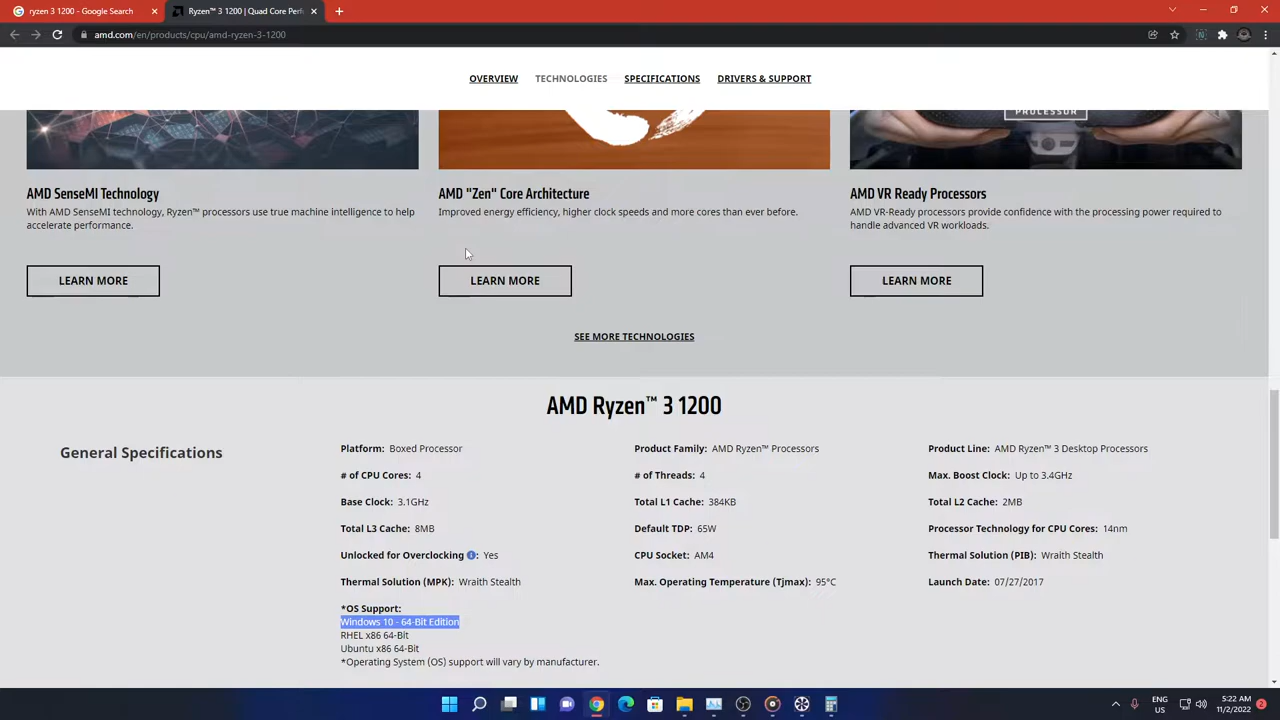 ryzen 3 1200 - Google Search
Ryzen™ 3 1200 | Quad Core Perf
amd.com/en/products/cpu/amd-ryzen-3-1200
OVERVIEW TECHNOLOGIES SPECIFICATIONS DRIVERS & SUPPORT
PROCESSOR
AMD SenseMI Technology
With AMD SenseMI technology, Ryzen™ processors use true machine intelligence to help
accelerate performance.
LEARN MORE
AMD "Zen" Core Architecture
Improved energy efficiency, higher clock speeds and more cores than ever before.
LEARN MORE
AMD VR Ready Processors
AMD VR-Ready processors provide confidence with the processing power required to
handle advanced VR workloads.
LEARN MORE
SEE MORE TECHNOLOGIES
AMD Ryzen™ 3 1200
General Specifications
Platform: Boxed Processor
Product Family: AMD Ryzen™ Processors
Product Line: AMD Ryzen™ 3 Desktop Processors
# of CPU Cores: 4
# of Threads: 4
Max. Boost Clock: Up to 3.4GHz
Base Clock: 3.1GHz
Total L1 Cache: 384KB
Total L2 Cache: 2MB
Total L3 Cache: 8MB
Default TDP: 65W
Processor Technology for CPU Cores: 14nm
Unlocked for Overclocking : Yes
CPU Socket: AM4
Thermal Solution (PIB): Wraith Stealth
Thermal Solution (MPK): Wraith Stealth
Max. Operating Temperature (Tjmax): 95°C
Launch Date: 07/27/2017
*OS Support:
Windows 10 - 64-Bit Edition
RHEL x86 64-Bit
Ubuntu x86 64-Bit
*Operating System (OS) support will vary by manufacturer.
ENG
US
5:22 AM
11/2/2022
2